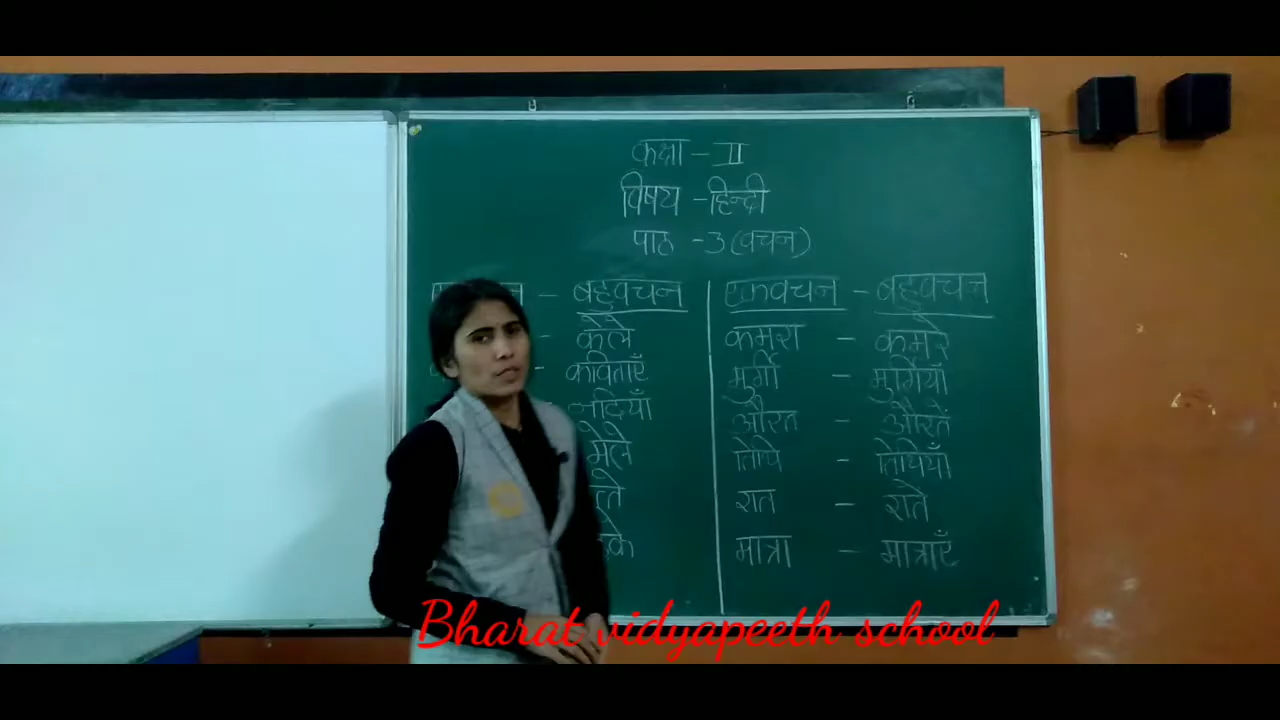 कक्षा - II
विषय - हिन्दी
पाठ - 3 (वचन)
- बहुवचन
- केले
- कविताएँ
नदियाँ
मेले
एकवचन - बहुवचन
कमरा - कमरे
मुर्गी - मुर्गियाँ
औरत - औरतें
तिथि - तिथियाँ
रात - रातें
मात्रा - मात्राएँ
Bharat vidyapeeth school